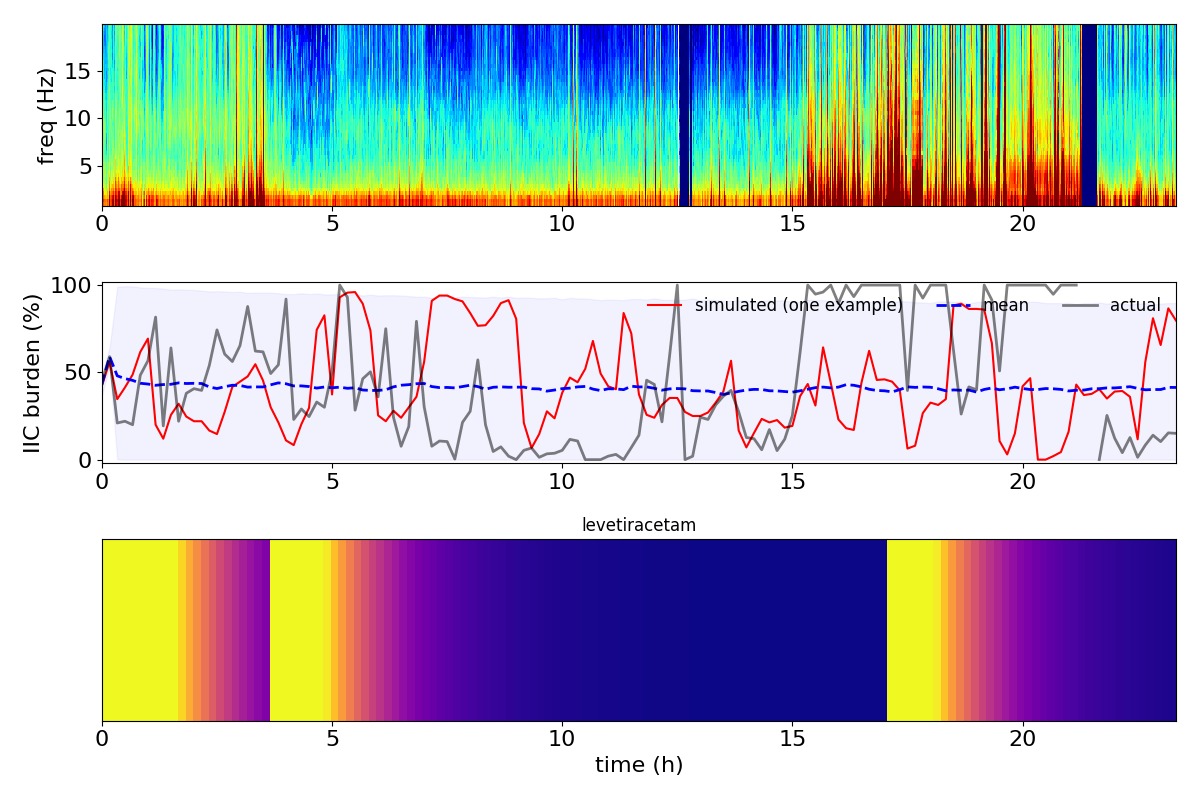 freq (Hz)
15
10
5
0 5 10 15 20
IIC burden (%)
100
50
0
simulated (one example) mean actual
0 5 10 15 20
levetiracetam
0 5 10 15 20
time (h)